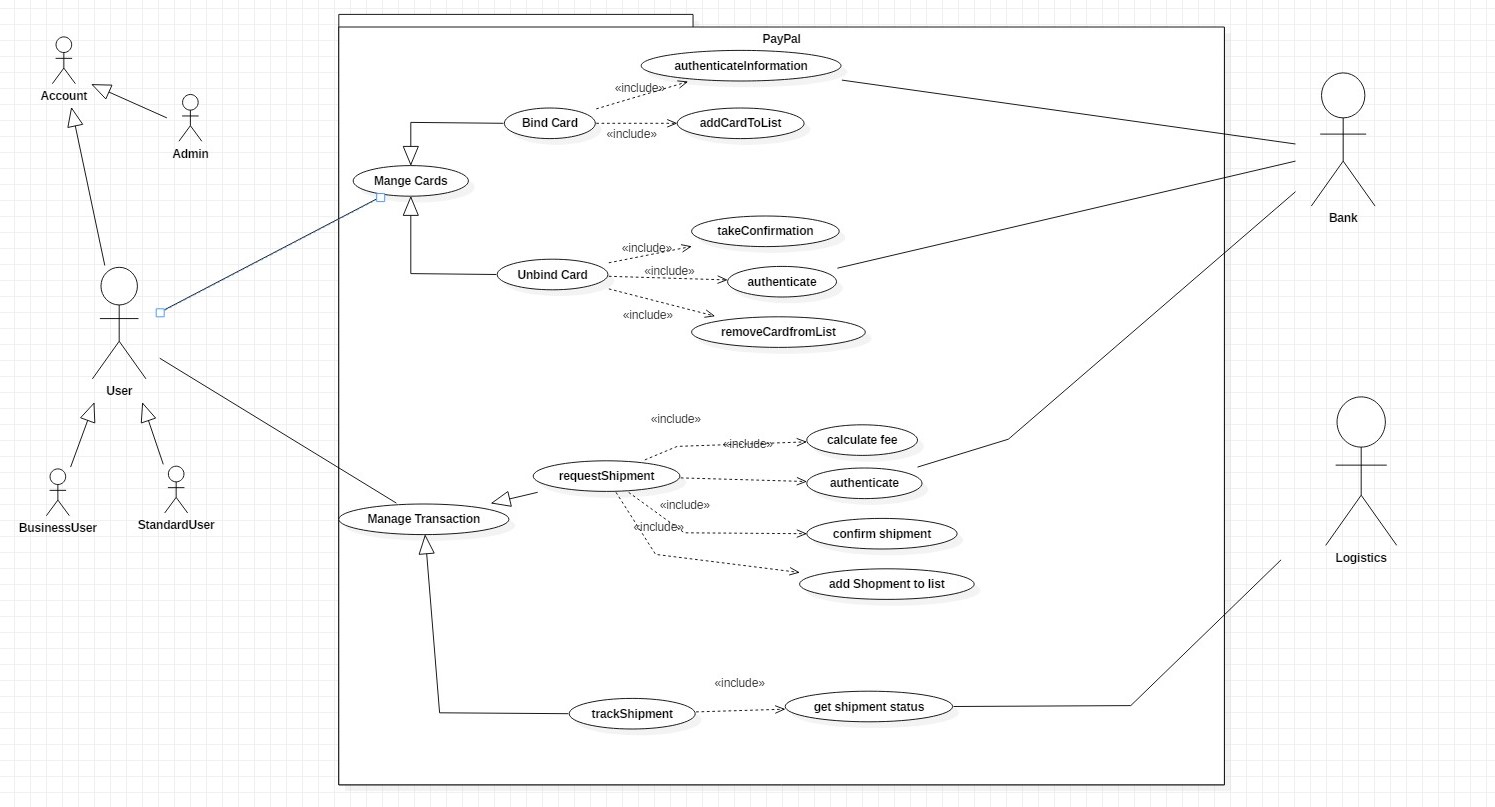 PayPal
authenticateInformation
Account
«include»
Bind Card
addCardToList
«include»
Admin
Mange Cards
Bank
takeConfirmation
«include»
«include»
Unbind Card
authenticate
«include»
removeCardfromList
User
«include»
calculate fee
«include»
requestShipment
authenticate
«include»
Manage Transaction
BusinessUser
StandardUser
«include»
confirm shipment
Logistics
add Shopment to list
«include»
get shipment status
trackShipment